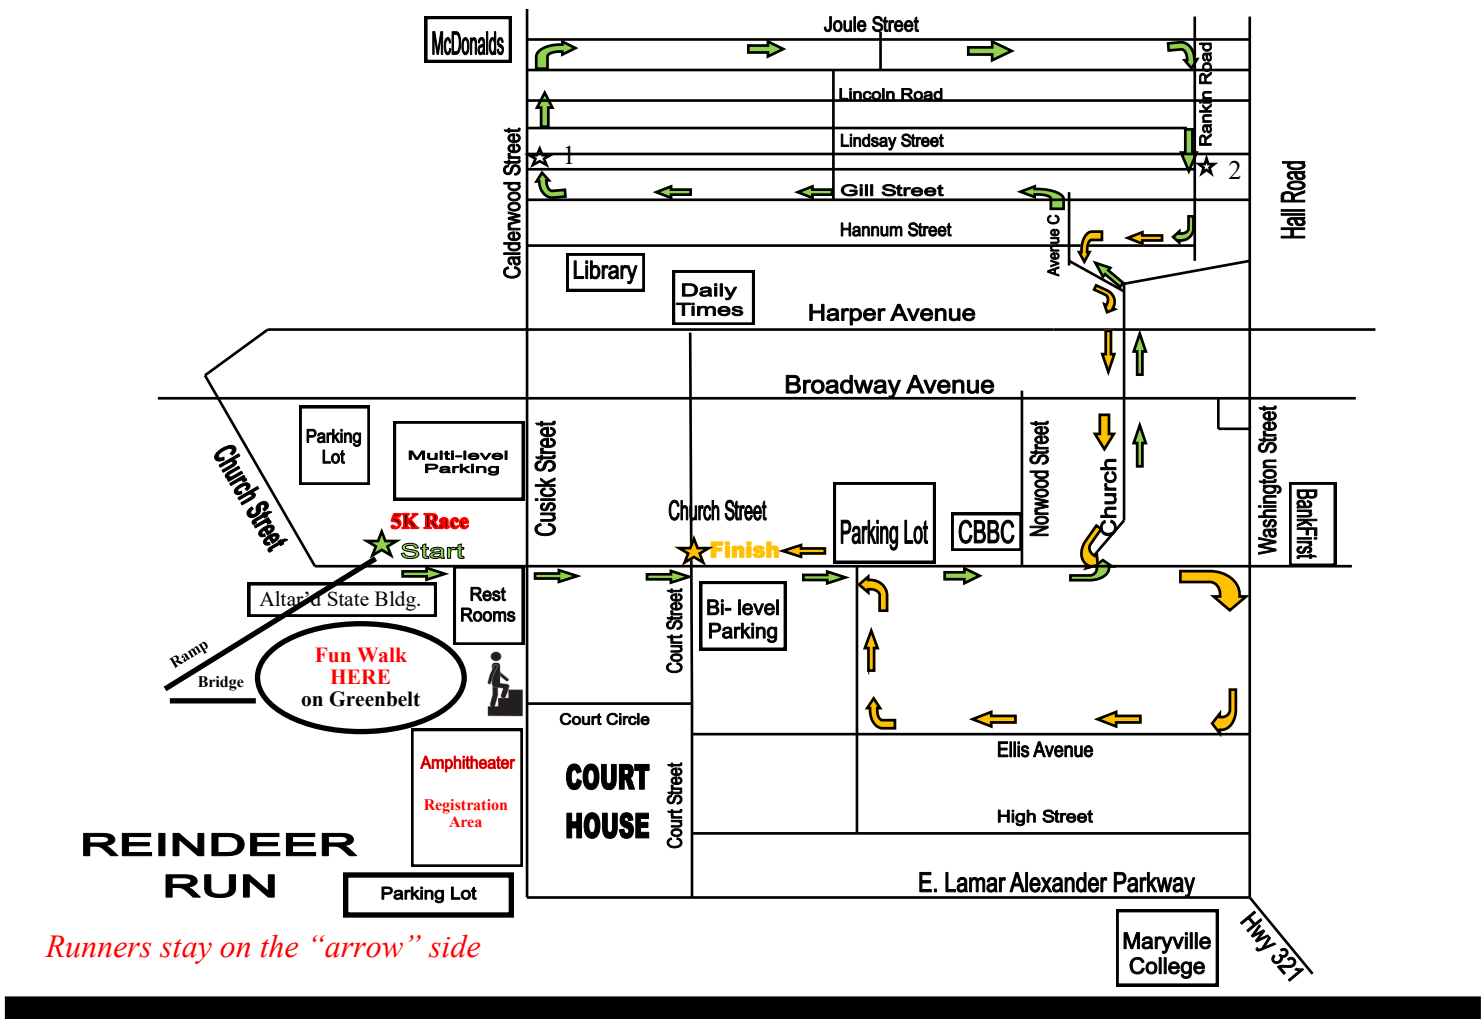 Joule Street
McDonalds
Rankin Road
Lincoln Road
Lindsay Street
1
2
Calderwood Street
Gill Street
Hall Road
Hannum Street
Avenue C
Library
Daily
Times
Harper Avenue
Broadway Avenue
Parking
Lot
Multi-level
Parking
Church Street
Cusick Street
Norwood Street
Church
Washington Street
BankFirst
5K Race
Start
Church Street
Finish
Parking Lot
CBBC
Altar'd State Bldg.
Rest
Rooms
Court Street
Bi- level
Parking
Ramp
Bridge
Fun Walk
HERE
on Greenbelt
Court Circle
Ellis Avenue
Amphitheater
Registration
Area
COURT
HOUSE
Court Street
High Street
REINDEER
RUN
Parking Lot
E. Lamar Alexander Parkway
Runners stay on the “arrow” side
Maryville
College
Hwy 321